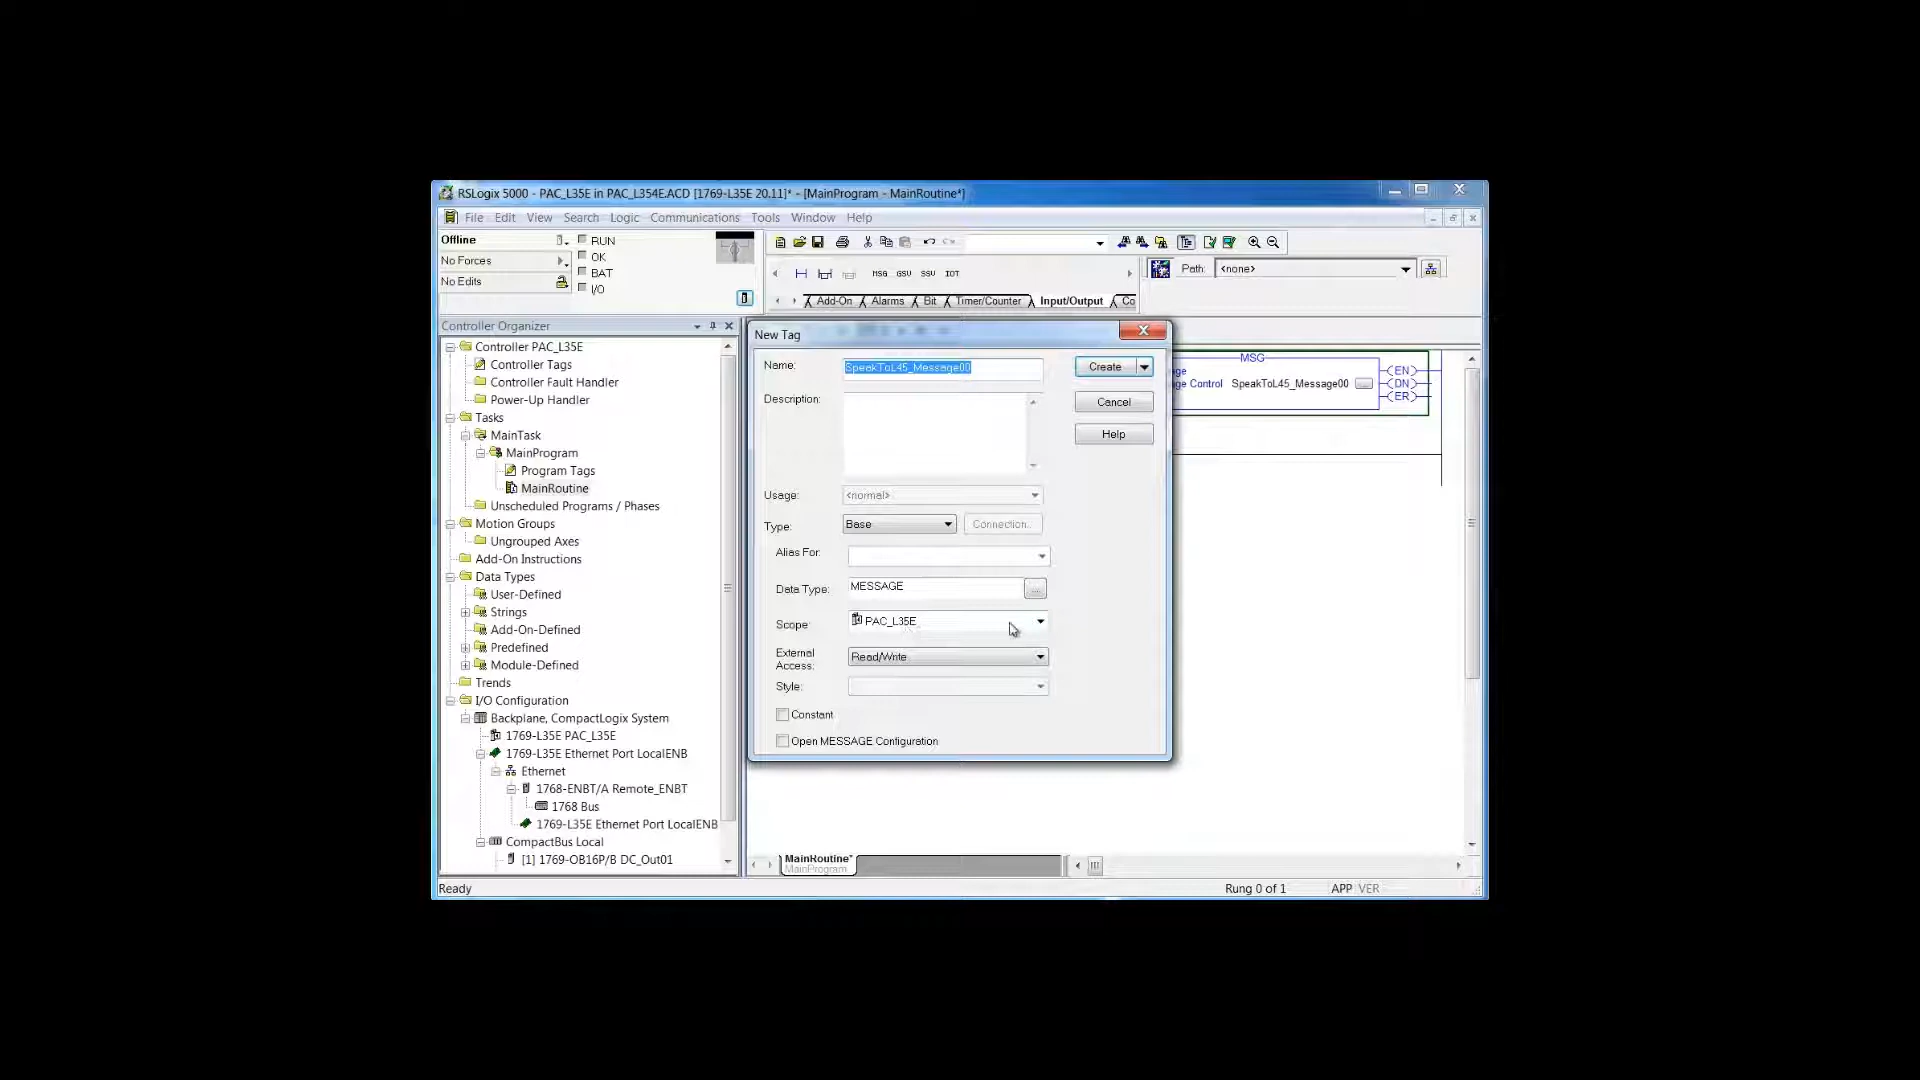 RSLogix 5000 - PAC_L35E in PAC_L354E.ACD [1769-L35E 20.11]* - [MainProgram - MainRoutine*]
File Edit View Search Logic Communications Tools Window Help
Offline
RUN
No Forces
OK
No Edits
BAT
I/O
MSG GSV SSV IOT
Path: <none>
Add-On Alarms Bit Timer/Counter Input/Output Co
Controller Organizer
Controller PAC_L35E
Controller Tags
Controller Fault Handler
Power-Up Handler
Tasks
MainTask
MainProgram
Program Tags
MainRoutine
Unscheduled Programs / Phases
Motion Groups
Ungrouped Axes
Add-On Instructions
Data Types
User-Defined
Strings
Add-On-Defined
Predefined
Module-Defined
Trends
I/O Configuration
Backplane, CompactLogix System
1769-L35E PAC_L35E
1769-L35E Ethernet Port LocalENB
Ethernet
1768-ENBT/A Remote_ENBT
1768 Bus
1769-L35E Ethernet Port LocalENB
CompactBus Local
[1] 1769-OB16P/B DC_Out01
New Tag
Name: SpeakToL45_Message00
Description:
Usage: <normal>
Type: Base Connection...
Alias For:
Data Type: MESSAGE ...
Scope: PAC_L35E
External Access: Read/Write
Style:
Constant
Open MESSAGE Configuration
Create
Cancel
Help
MSG
ge
ge Control SpeakToL45_Message00 ...
EN
DN
ER
MainRoutine*
MainProgram
Ready
Rung 0 of 1
APP VER